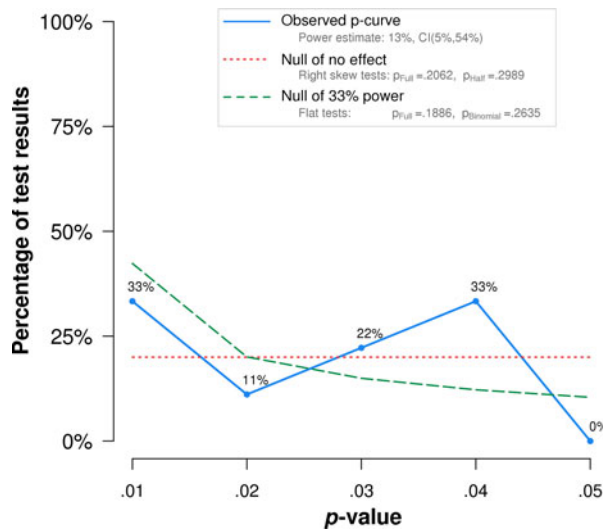 Observed p-curve
Power estimate: 13%, CI(5%,54%)
Null of no effect
Right skew tests: pFull =.2062, pHalf =.2989
Null of 33% power
Flat tests: pFull =.1886, pBinomial =.2635
100%
75%
50%
25%
0%
Percentage of test results
33%
11%
22%
33%
0%
.01
.02
.03
.04
.05
p-value